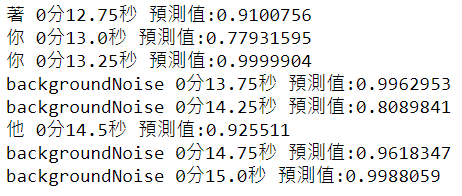 著 0分12.75秒 預測值:0.9100756
你 0分13.0秒 預測值:0.77931595
你 0分13.25秒 預測值:0.9999904
backgroundNoise 0分13.75秒 預測值:0.9962953
backgroundNoise 0分14.25秒 預測值:0.8089841
他 0分14.5秒 預測值:0.925511
backgroundNoise 0分14.75秒 預測值:0.9618347
backgroundNoise 0分15.0秒 預測值:0.9988059